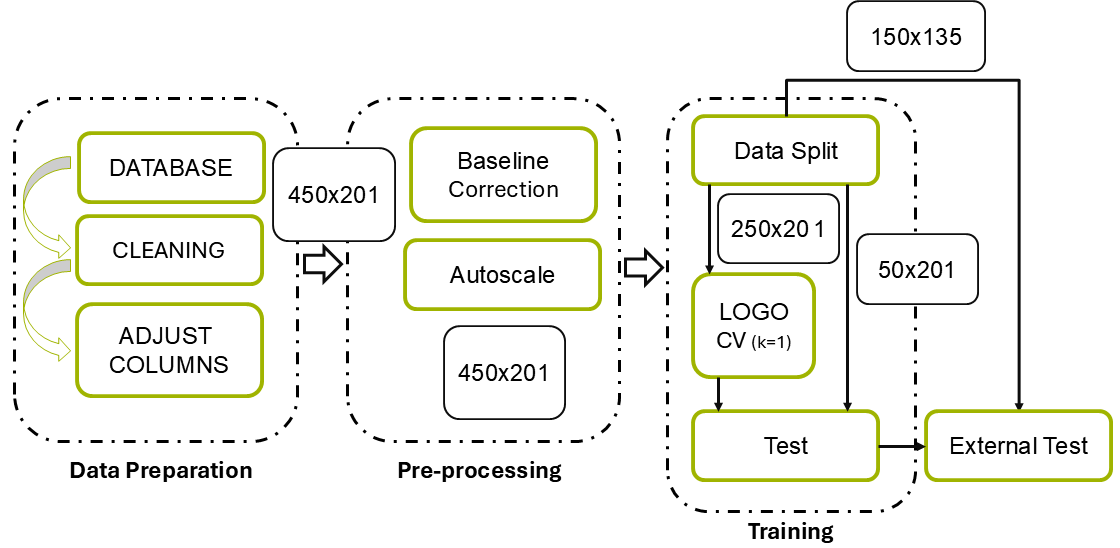 150x135
DATABASE
CLEANING
ADJUST
COLUMNS
Data Preparation
450x201
Baseline
Correction
Autoscale
450x201
Pre-processing
Data Split
250x20 1
50x201
LOGO
CV (k=1)
Test
External Test
Training